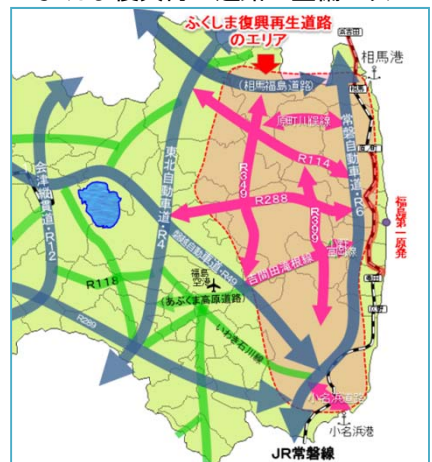 ふくしま復興再生道路
のエリア
相馬港
(相馬福島道路)
原町川俣線
R114
常磐自動車道・R6
東北自動車道・R4
会津縦貫道・R12
R349
R288
R399
福島第一原発
磐越自動車道・R49
吉間田滝根線
R118
福島
空港
(あぶくま高原道路)
R289
いわき石川線
小名浜道路
小名浜港
JR常磐線